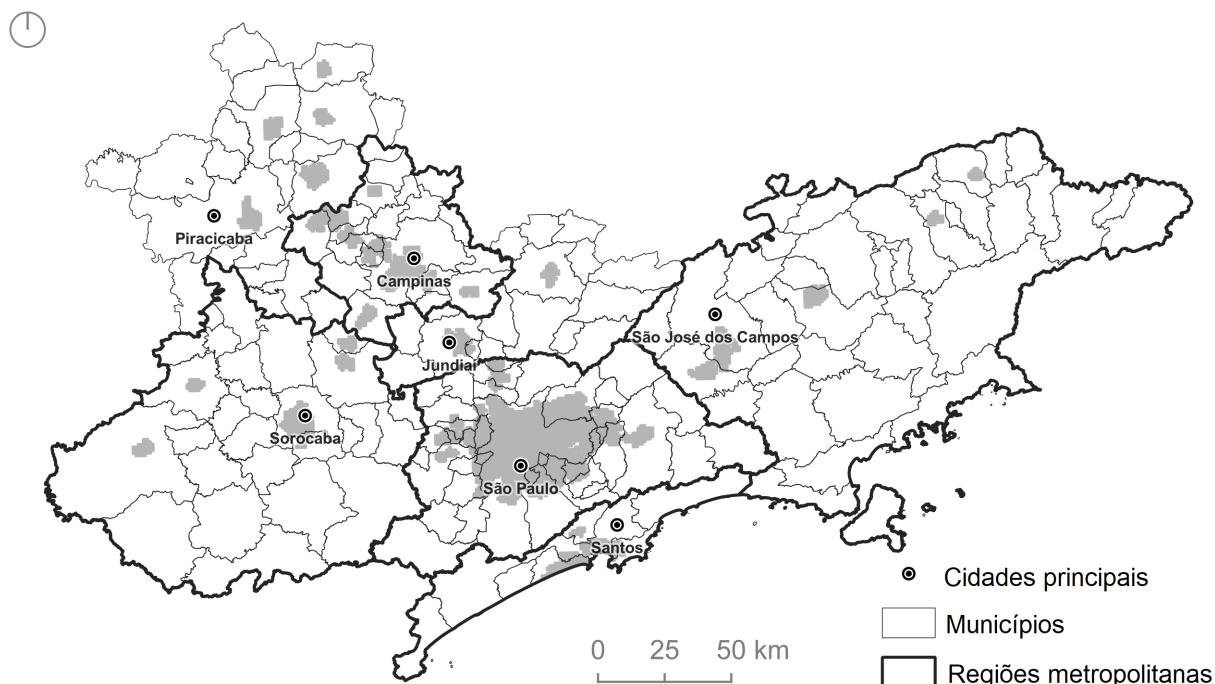 Piracicaba
Campinas
São José dos Campos
Jundiaí
Sorocaba
São Paulo
Santos
Cidades principais
Municípios
0 25 50 km
Regiões metropolitanas